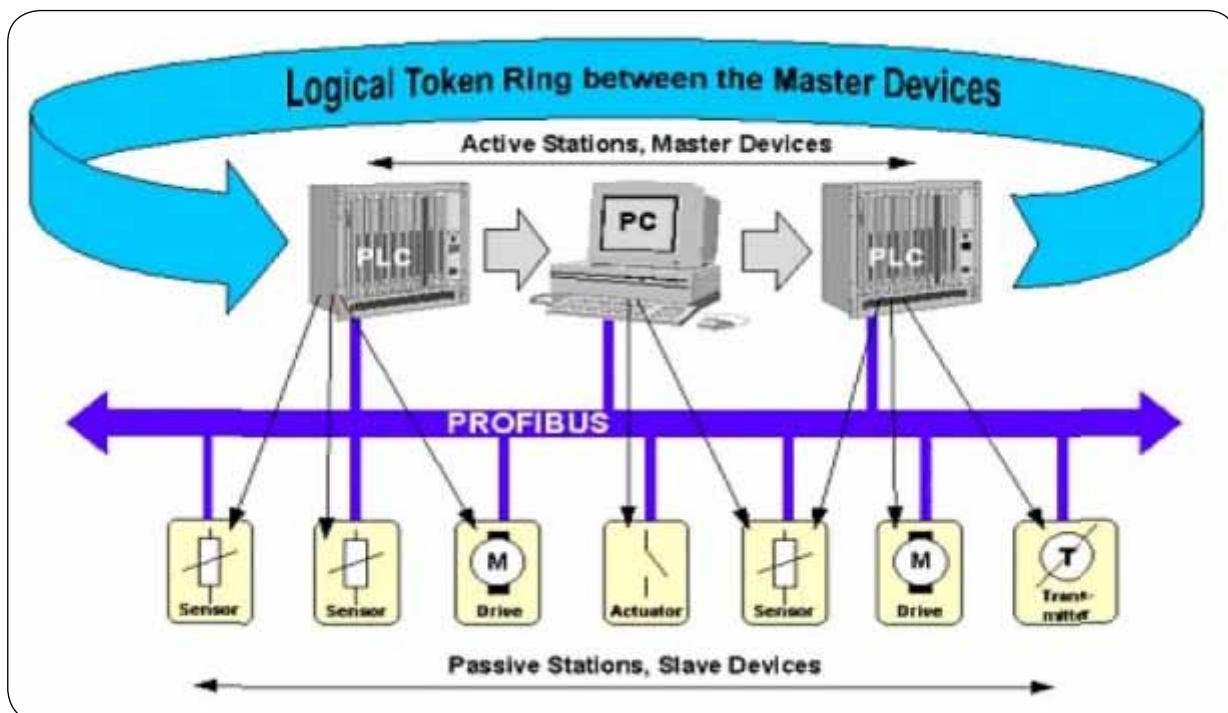 Logical Token Ring between the Master Devices
Active Stations, Master Devices
PLC
PC
PLC
PROFIBUS
Sensor
Sensor
M
Drive
Actuator
Sensor
M
Drive
T
Trans-
mitter
Passive Stations, Slave Devices